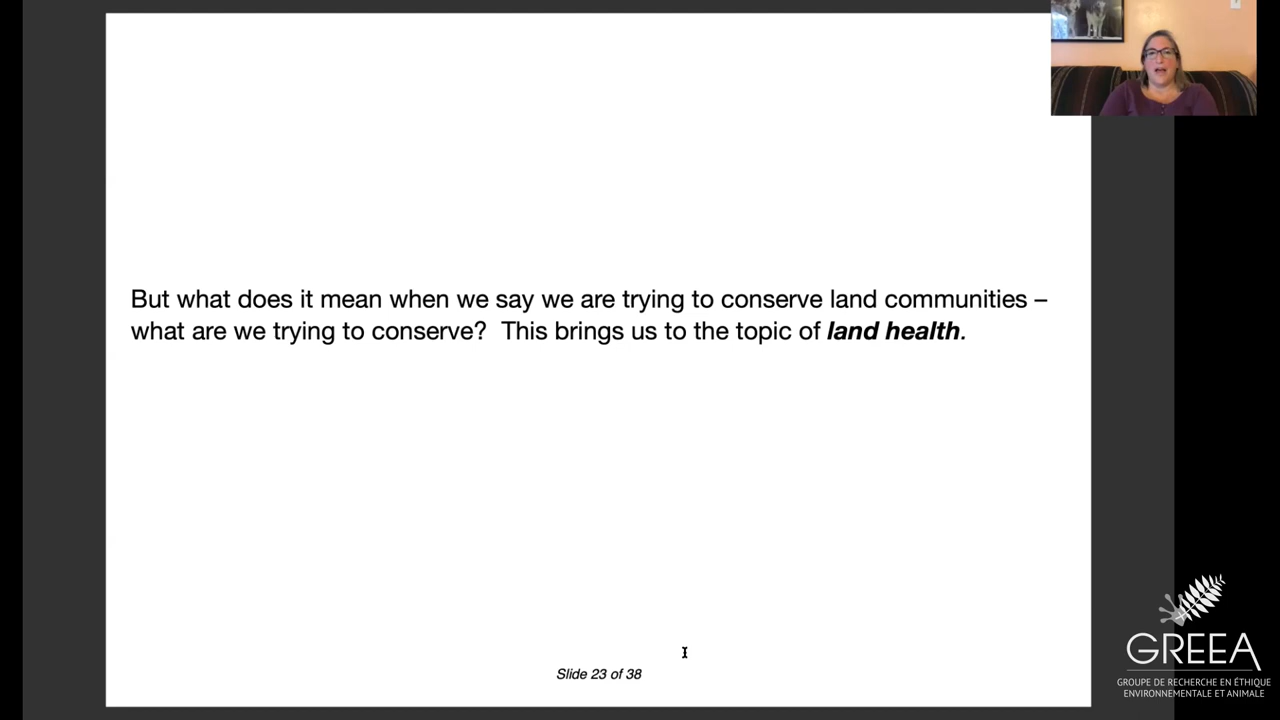 But what does it mean when we say we are trying to conserve land communities –
what are we trying to conserve?  This brings us to the topic of land health.
Slide 23 of 38
GREEA
GROUPE DE RECHERCHE EN ÉTHIQUE
ENVIRONNEMENTALE ET ANIMALE